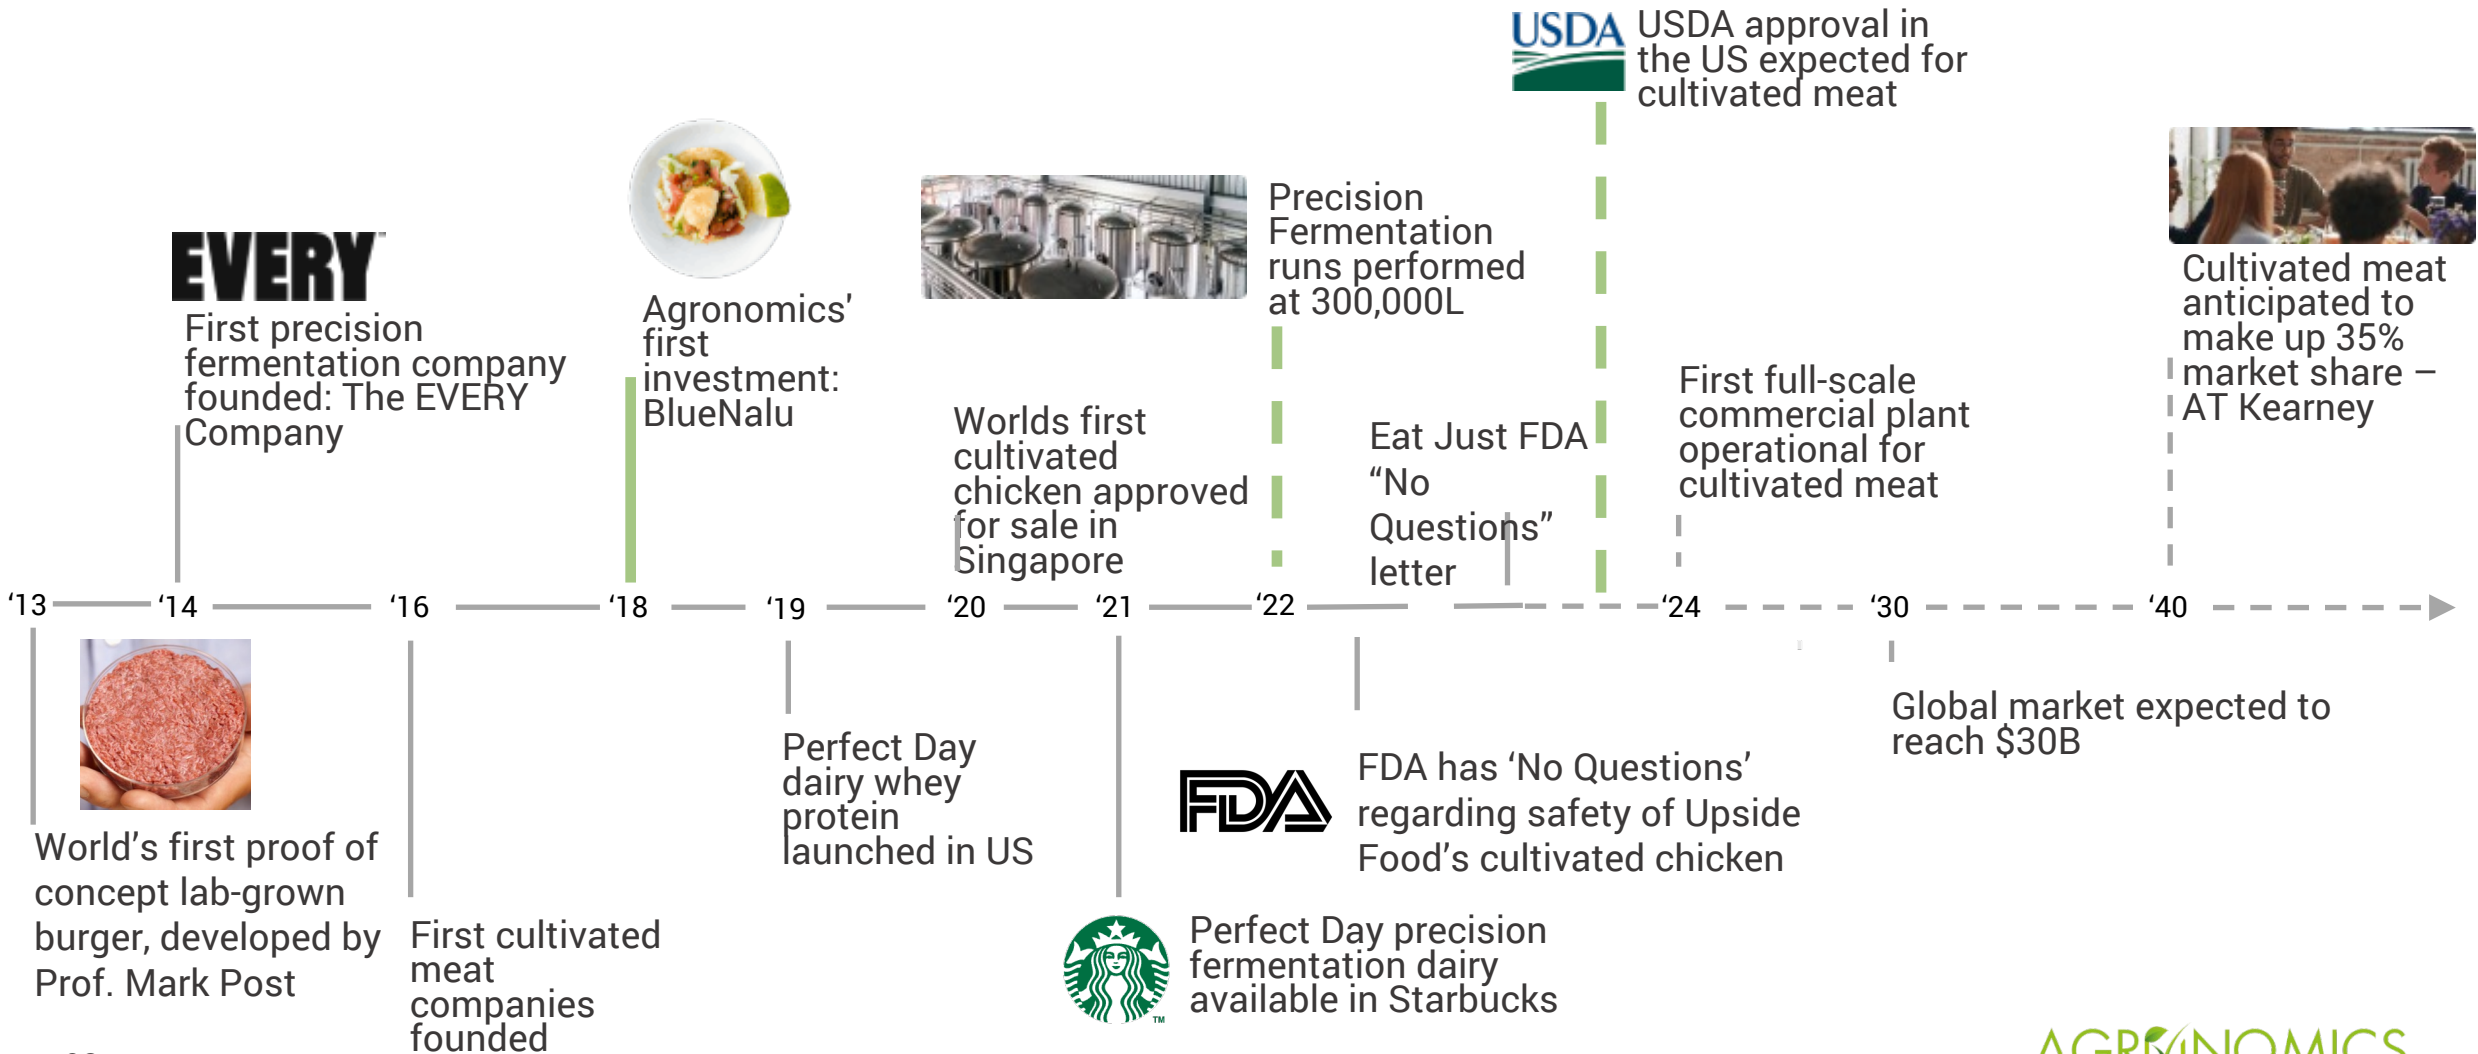 USDA
USDA approval in
the US expected for
cultivated meat
EVERY
First precision
fermentation company
founded: The EVERY
Company
Agronomics'
first
investment:
BlueNalu
Worlds first
cultivated
chicken approved
for sale in
Singapore
Precision
Fermentation
runs performed
at 300,000L
Eat Just FDA
“No
Questions”
letter
First full-scale
commercial plant
operational for
cultivated meat
Cultivated meat
anticipated to
make up 35%
market share –
AT Kearney
‘13
‘14
‘16
‘18
‘19
‘20
‘21
‘22
‘24
‘30
‘40
World’s first proof of
concept lab-grown
burger, developed by
Prof. Mark Post
First cultivated
meat
companies
founded
Perfect Day
dairy whey
protein
launched in US
FDA
FDA has ‘No Questions’
regarding safety of Upside
Food’s cultivated chicken
TM
Perfect Day precision
fermentation dairy
available in Starbucks
Global market expected to
reach $30B
AGRONOMICS